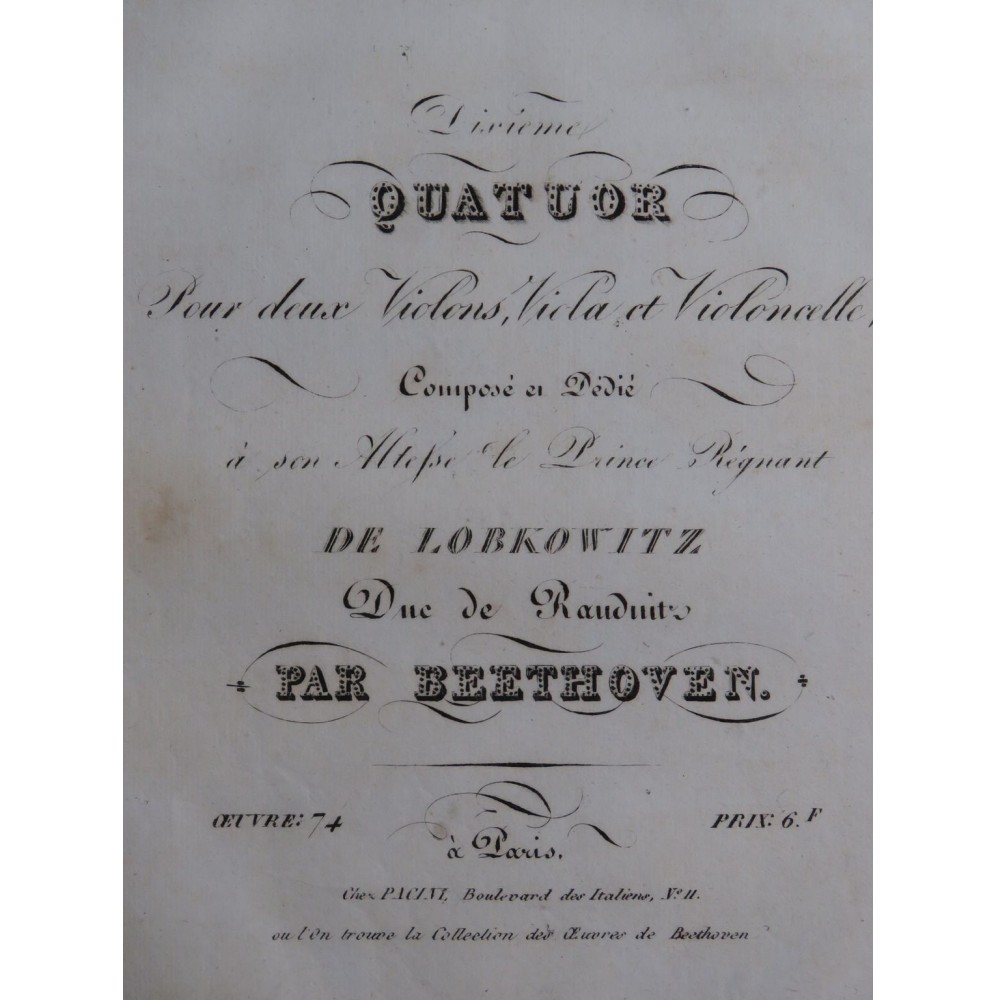 Dixième
QUATUOR
Pour deux Violons, Viola et Violoncelle,
Composé et Dédié
à son Altesse le Prince Régnant
DE LOBKOWITZ
Duc de Raudnitz
PAR BEETHOVEN.
ŒUVRE: 74
PRIX: 6.F
à Paris,
Chez PACINI, Boulevard des Italiens, N.º 11.
ou l'On trouve la Collection des Œuvres de Beethoven